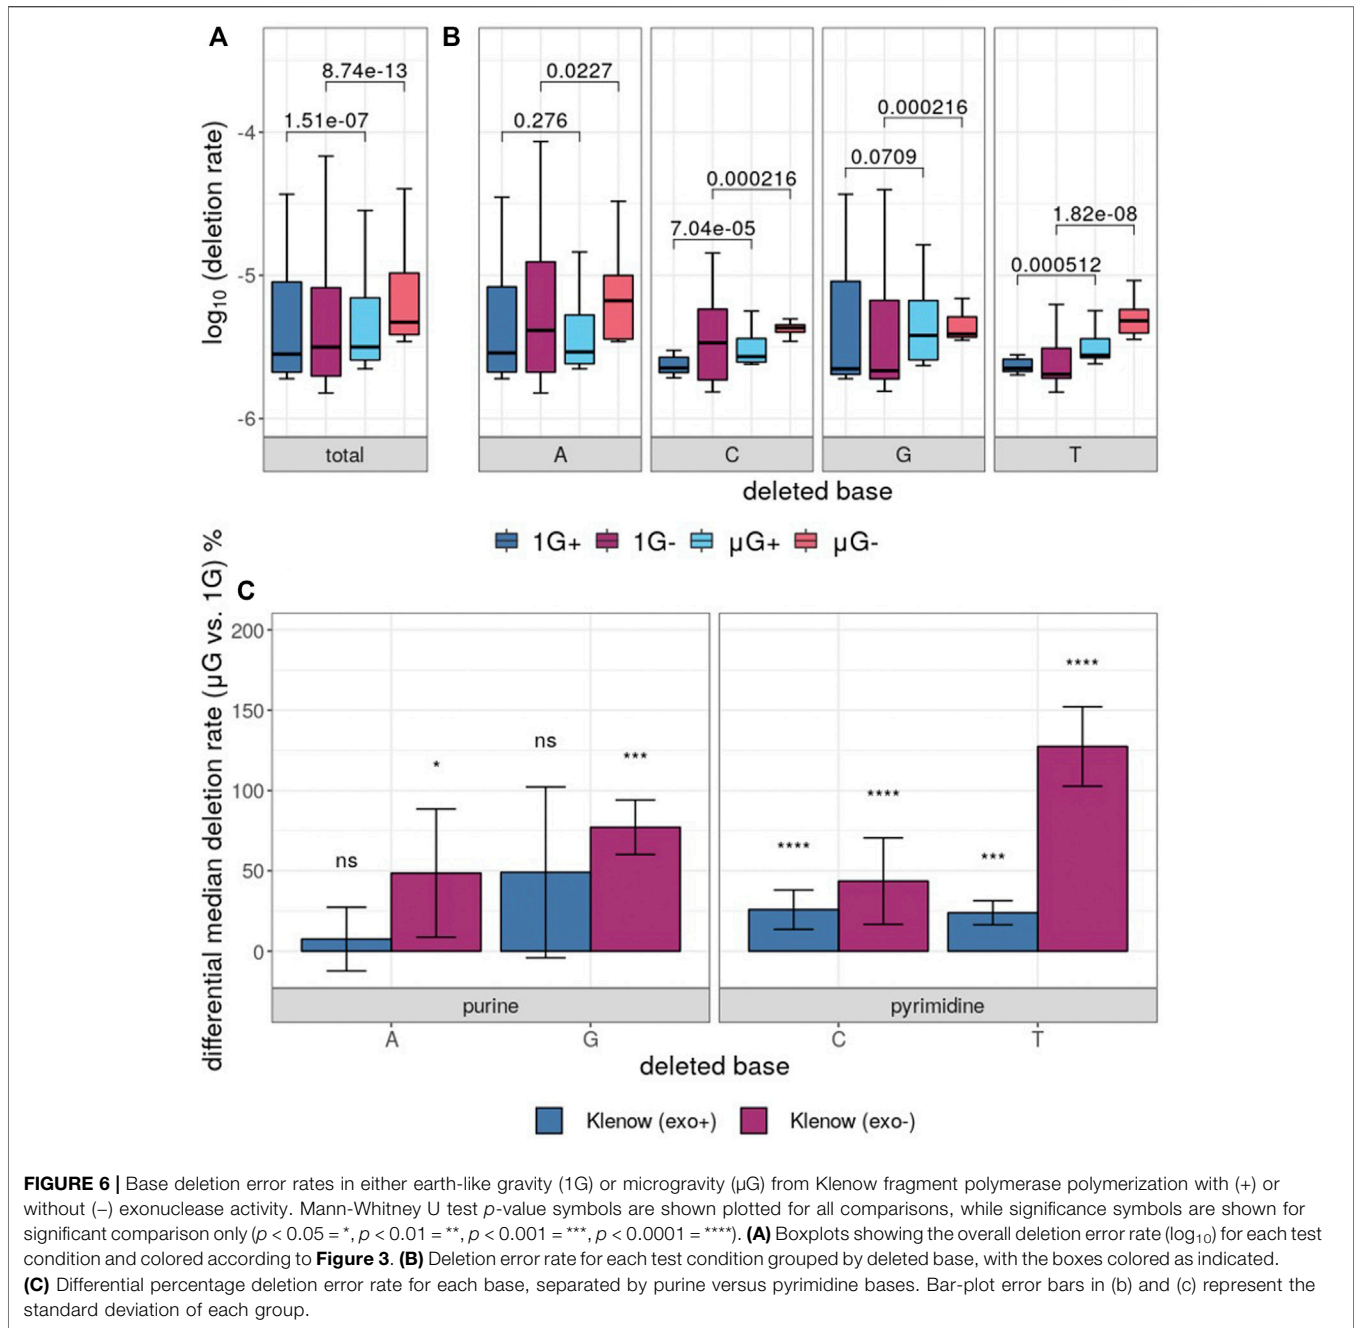 A
B
8.74e-13
1.51e-07
0.0227
0.276
0.000216
7.04e-05
0.000216
0.0709
1.82e-08
0.000512
log10 (deletion rate)
-4
-5
-6
total
A
C
G
T
deleted base
1G+ 1G- µG+ µG-
C
differential median deletion rate (µG vs. 1G) %
200
150
100
50
0
ns
*
ns
***
****
****
***
****
purine
pyrimidine
A
G
C
T
deleted base
Klenow (exo+) Klenow (exo-)
FIGURE 6 | Base deletion error rates in either earth-like gravity (1G) or microgravity (µG) from Klenow fragment polymerase polymerization with (+) or
without (−) exonuclease activity. Mann-Whitney U test p-value symbols are shown plotted for all comparisons, while significance symbols are shown for
significant comparison only (p < 0.05 = *, p < 0.01 = **, p < 0.001 = ***, p < 0.0001 = ****). (A) Boxplots showing the overall deletion error rate (log10) for each test
condition and colored according to Figure 3. (B) Deletion error rate for each test condition grouped by deleted base, with the boxes colored as indicated.
(C) Differential percentage deletion error rate for each base, separated by purine versus pyrimidine bases. Bar-plot error bars in (b) and (c) represent the
standard deviation of each group.